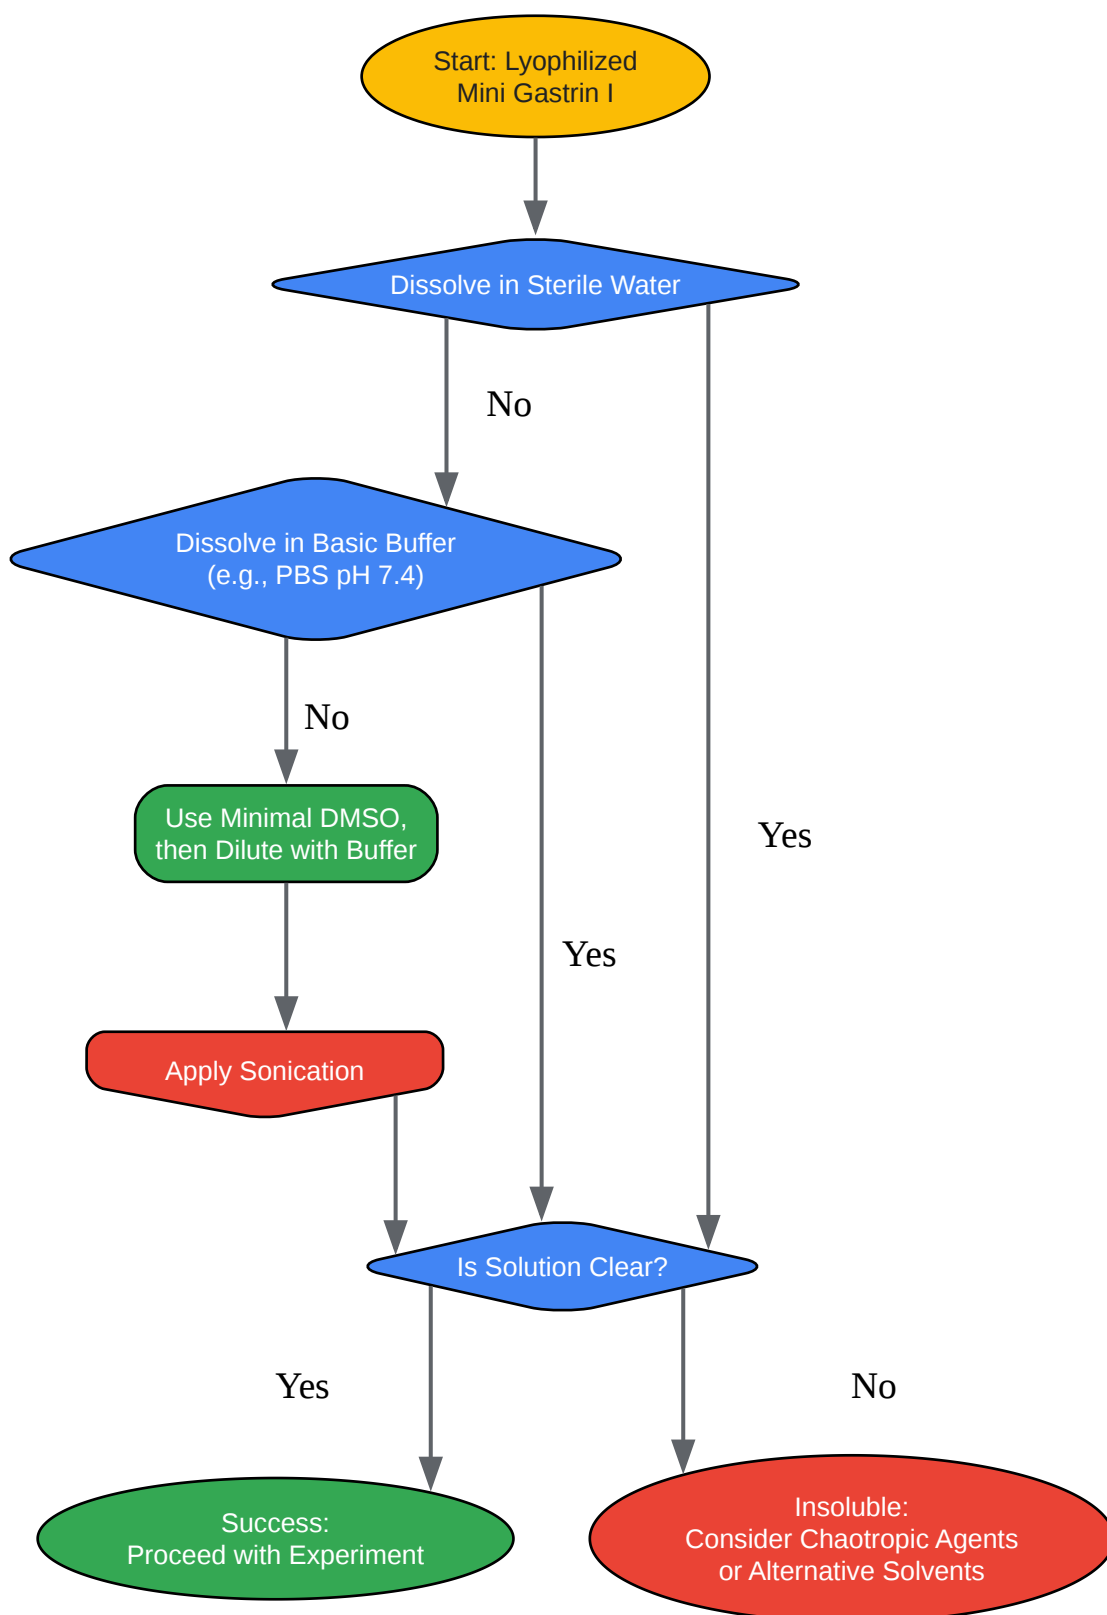 Start: Lyophilized
Mini Gastrin I
Dissolve in Sterile Water
No
Dissolve in Basic Buffer
(e.g., PBS pH 7.4)
No
Use Minimal DMSO,
then Dilute with Buffer
Yes
Yes
Apply Sonication
Is Solution Clear?
Yes
No
Success:
Proceed with Experiment
Insoluble:
Consider Chaotropic Agents
or Alternative Solvents